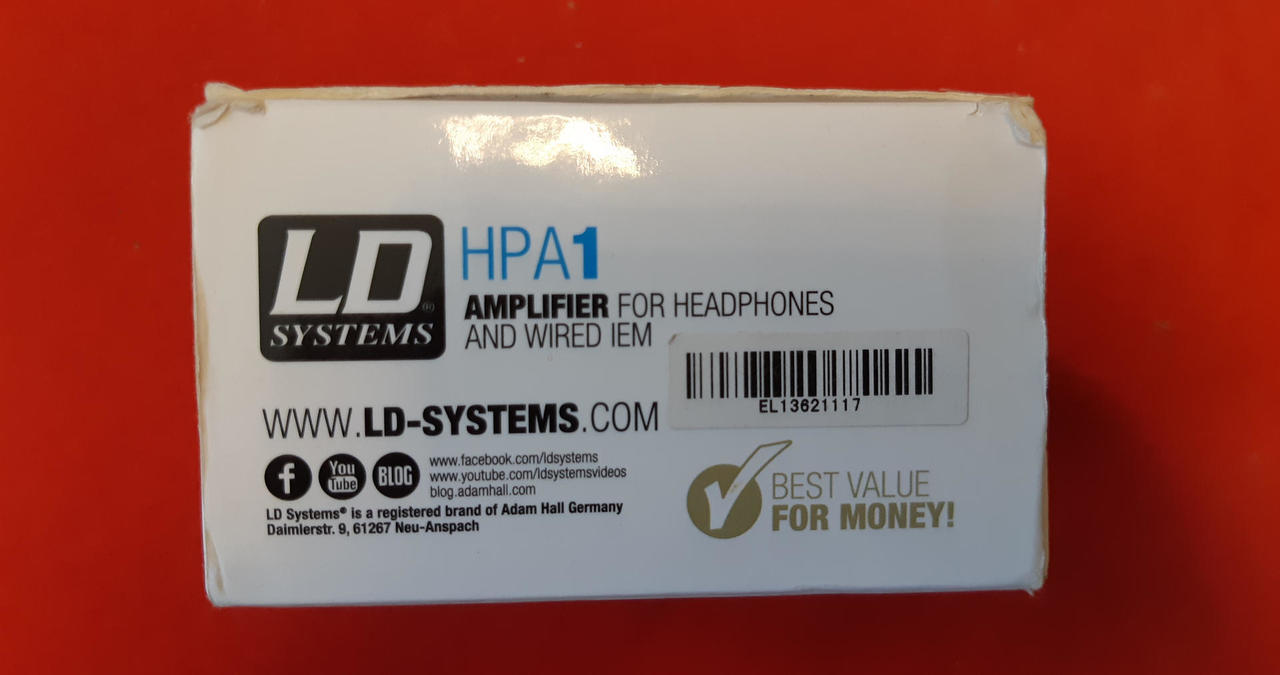 LD®
SYSTEMS
HPA1
AMPLIFIER FOR HEADPHONES
AND WIRED IEM
EL13621117
WWW.LD-SYSTEMS.COM
f
You
Tube
BLOG
www.facebook.com/ldsystems
www.youtube.com/ldsystemsvideos
blog.adamhall.com
LD Systems® is a registered brand of Adam Hall Germany
Daimlerstr. 9, 61267 Neu-Anspach
BEST VALUE
FOR MONEY!